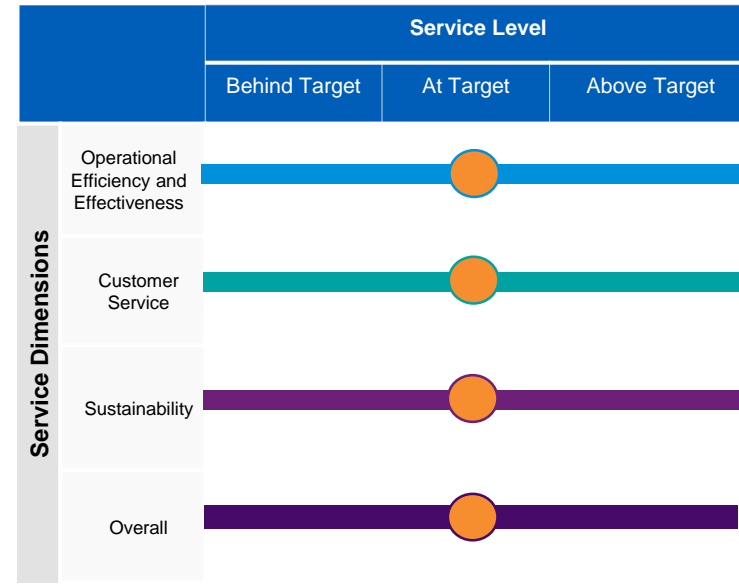 Service Level
Behind Target
At Target
Above Target
Service Dimensions
Operational
Efficiency and
Effectiveness
Customer
Service
Sustainability
Overall